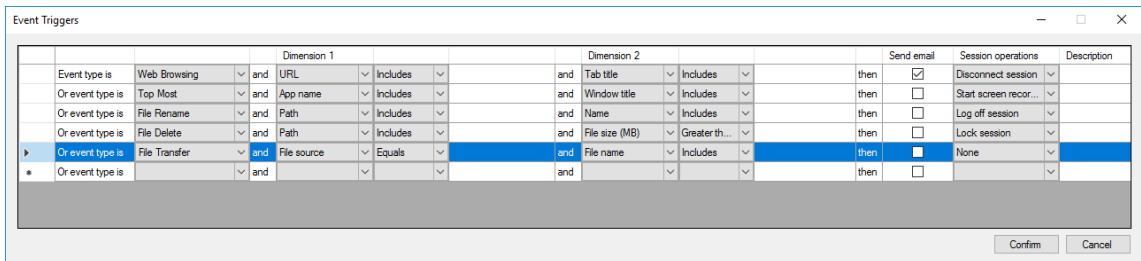 Event Triggers
Dimension 1 Dimension 2 Send email Session operations Description
Event type is Web Browsing and URL Includes and Tab title Includes then Disconnect session
Or event type is Top Most and App name Includes and Window title Includes then Start screen recor...
Or event type is File Rename and Path Includes and Name Includes then Log off session
Or event type is File Delete and Path Includes and File size (MB) Greater th... then Lock session
Or event type is File Transfer and File source Equals and File name Includes then None
Or event type is and and then
Confirm Cancel